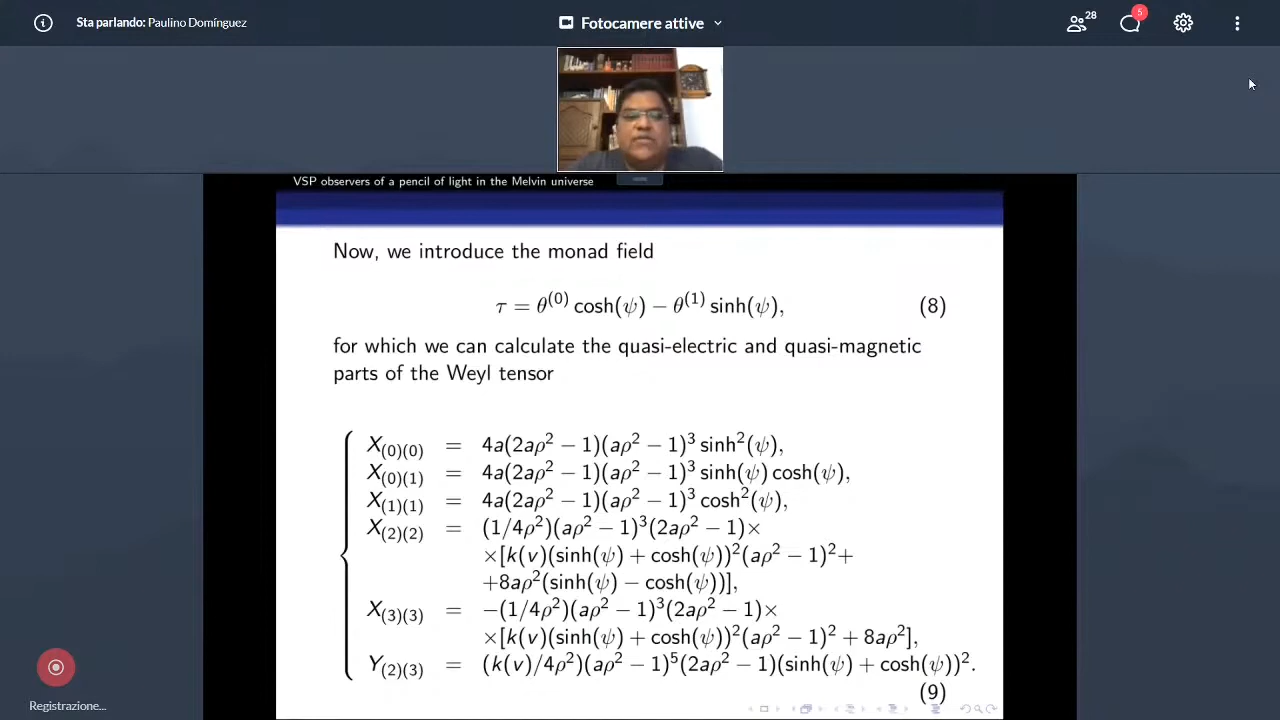 Sta parlando: Paulino Domínguez
Fotocamere attive
28
5
VSP observers of a pencil of light in the Melvin universe
Now, we introduce the monad field
τ = θ⁽⁰⁾ cosh(ψ) − θ⁽¹⁾ sinh(ψ), (8)
for which we can calculate the quasi-electric and quasi-magnetic
parts of the Weyl tensor
X₍₀₎₍₀₎ = 4a(2aρ² − 1)(aρ² − 1)³ sinh²(ψ),
X₍₀₎₍₁₎ = 4a(2aρ² − 1)(aρ² − 1)³ sinh(ψ) cosh(ψ),
X₍₁₎₍₁₎ = 4a(2aρ² − 1)(aρ² − 1)³ cosh²(ψ),
X₍₂₎₍₂₎ = (1/4ρ²)(aρ² − 1)³(2aρ² − 1)×
×[k(v)(sinh(ψ) + cosh(ψ))²(aρ² − 1)²+
+8aρ²(sinh(ψ) − cosh(ψ))],
X₍₃₎₍₃₎ = −(1/4ρ²)(aρ² − 1)³(2aρ² − 1)×
×[k(v)(sinh(ψ) + cosh(ψ))²(aρ² − 1)² + 8aρ²],
Y₍₂₎₍₃₎ = (k(v)/4ρ²)(aρ² − 1)⁵(2aρ² − 1)(sinh(ψ) + cosh(ψ))².
(9)
Registrazione...